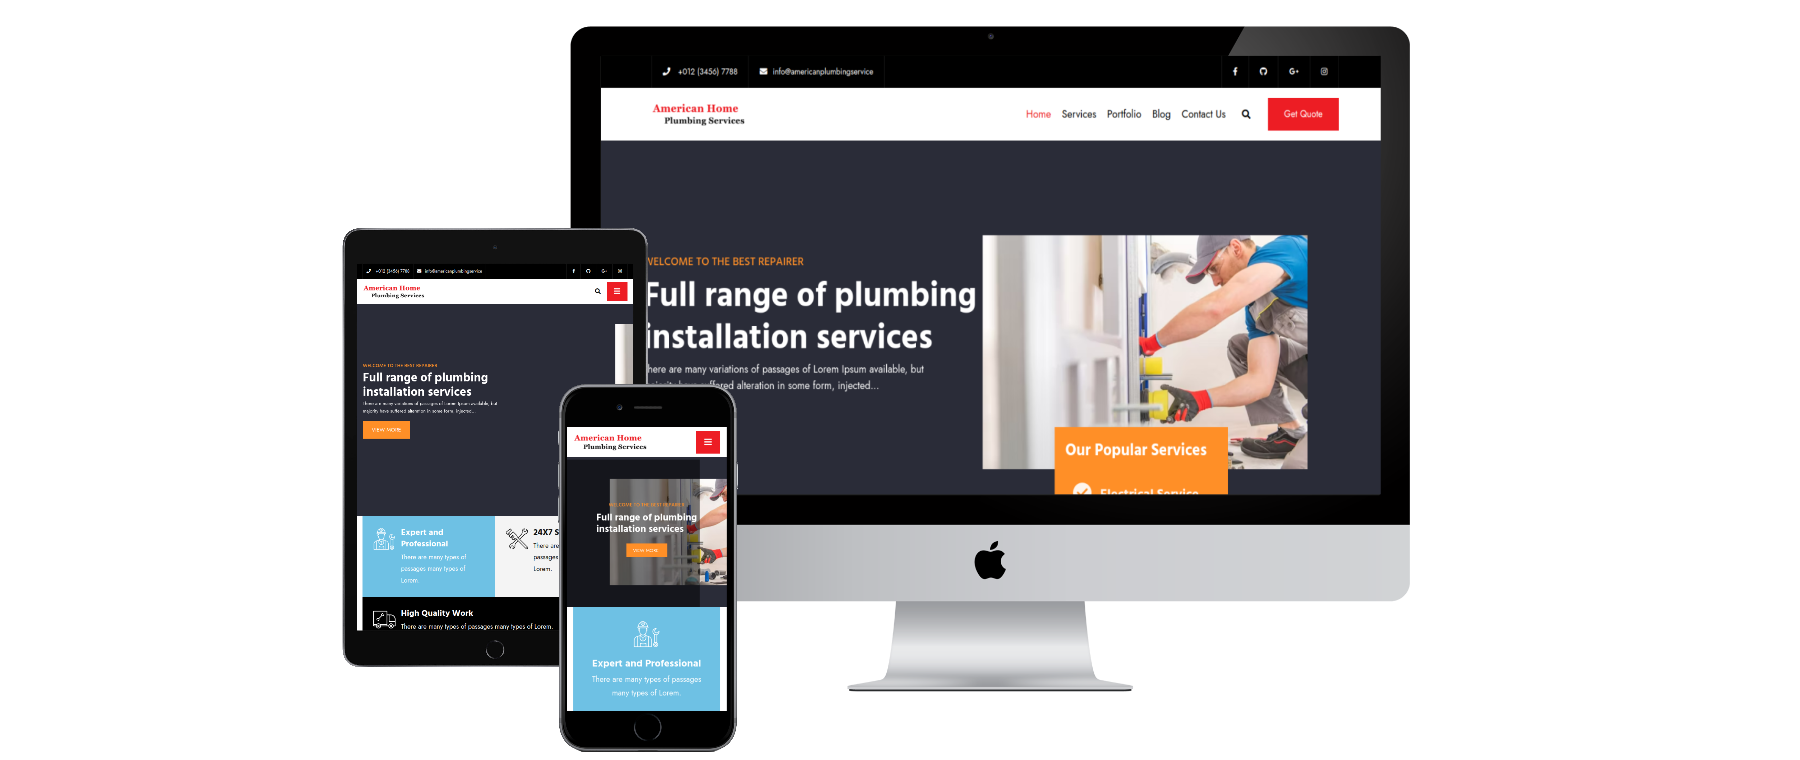 +012 (3456) 7788
info@americanplumbingservice
G+
American Home
Plumbing Services
Home Services Portfolio Blog Contact Us
Get Quote
WELCOME TO THE BEST REPAIRER
Full range of plumbing
installation services
here are many variations of passages of Lorem Ipsum available, but
suffered alteration in some form, injected...
Our Popular Services
Electrical Service
+012 (3456) 7788
info@americanplumbingservice
G+
American Home
Plumbing Services
WELCOME TO THE BEST REPAIRER
Full range of plumbing
installation services
There are many variations of passages of Lorem Ipsum available, but
majority have suffered alteration in some form, injected...
VIEW MORE
Expert and
Professional
There are many types of
passages many types of
Lorem.
24X7 S
There are
passages
Lorem.
High Quality Work
There are many types of passages many types of Lorem.
American Home
Plumbing Services
WELCOME TO THE BEST REPAIRER
Full range of plumbing
installation services
VIEW MORE
Expert and Professional
There are many types of passages
many types of Lorem.